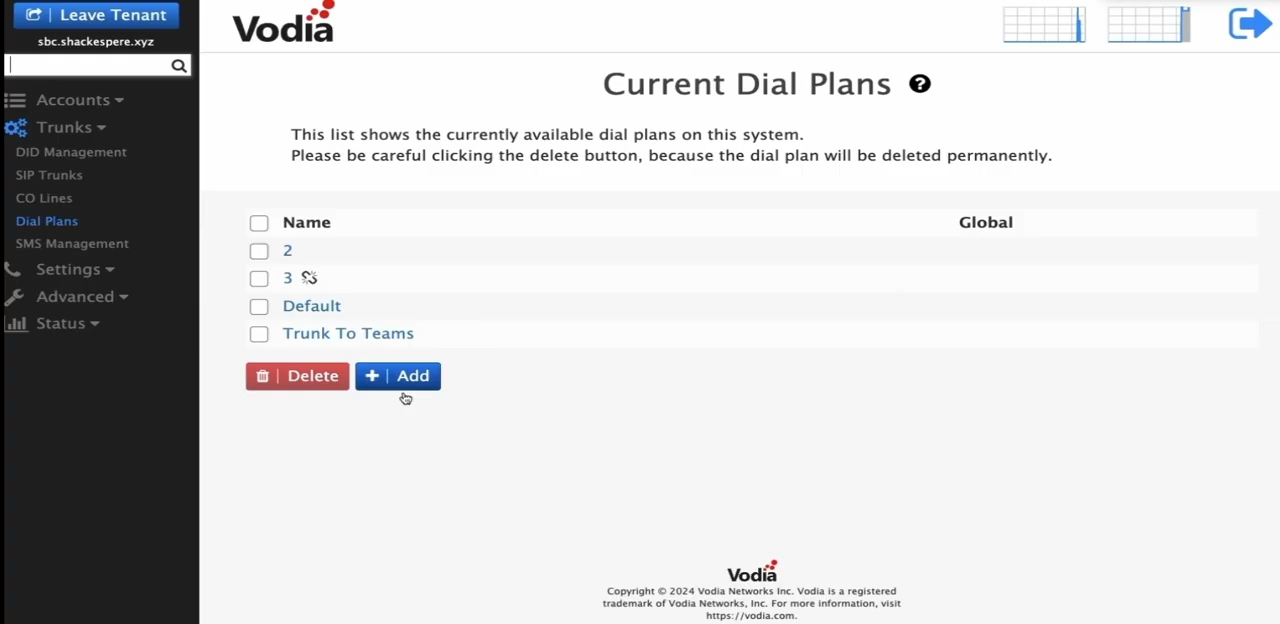 Leave Tenant
sbc.shackespere.xyz
Accounts
Trunks
DID Management
SIP Trunks
CO Lines
Dial Plans
SMS Management
Settings
Advanced
Status
Vodia
Current Dial Plans ?
This list shows the currently available dial plans on this system.
Please be careful clicking the delete button, because the dial plan will be deleted permanently.
Name Global
2
3
Default
Trunk To Teams
Delete Add
Vodia
Copyright © 2024 Vodia Networks Inc. Vodia is a registered
trademark of Vodia Networks, Inc. For more information, visit
https://vodia.com.